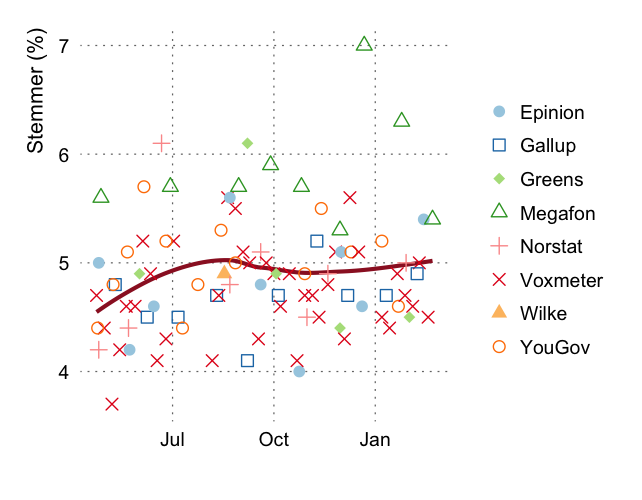 Stemmer (%)
7
6
5
4
Jul
Oct
Jan
Epinion
Gallup
Greens
Megafon
Norstat
Voxmeter
Wilke
YouGov